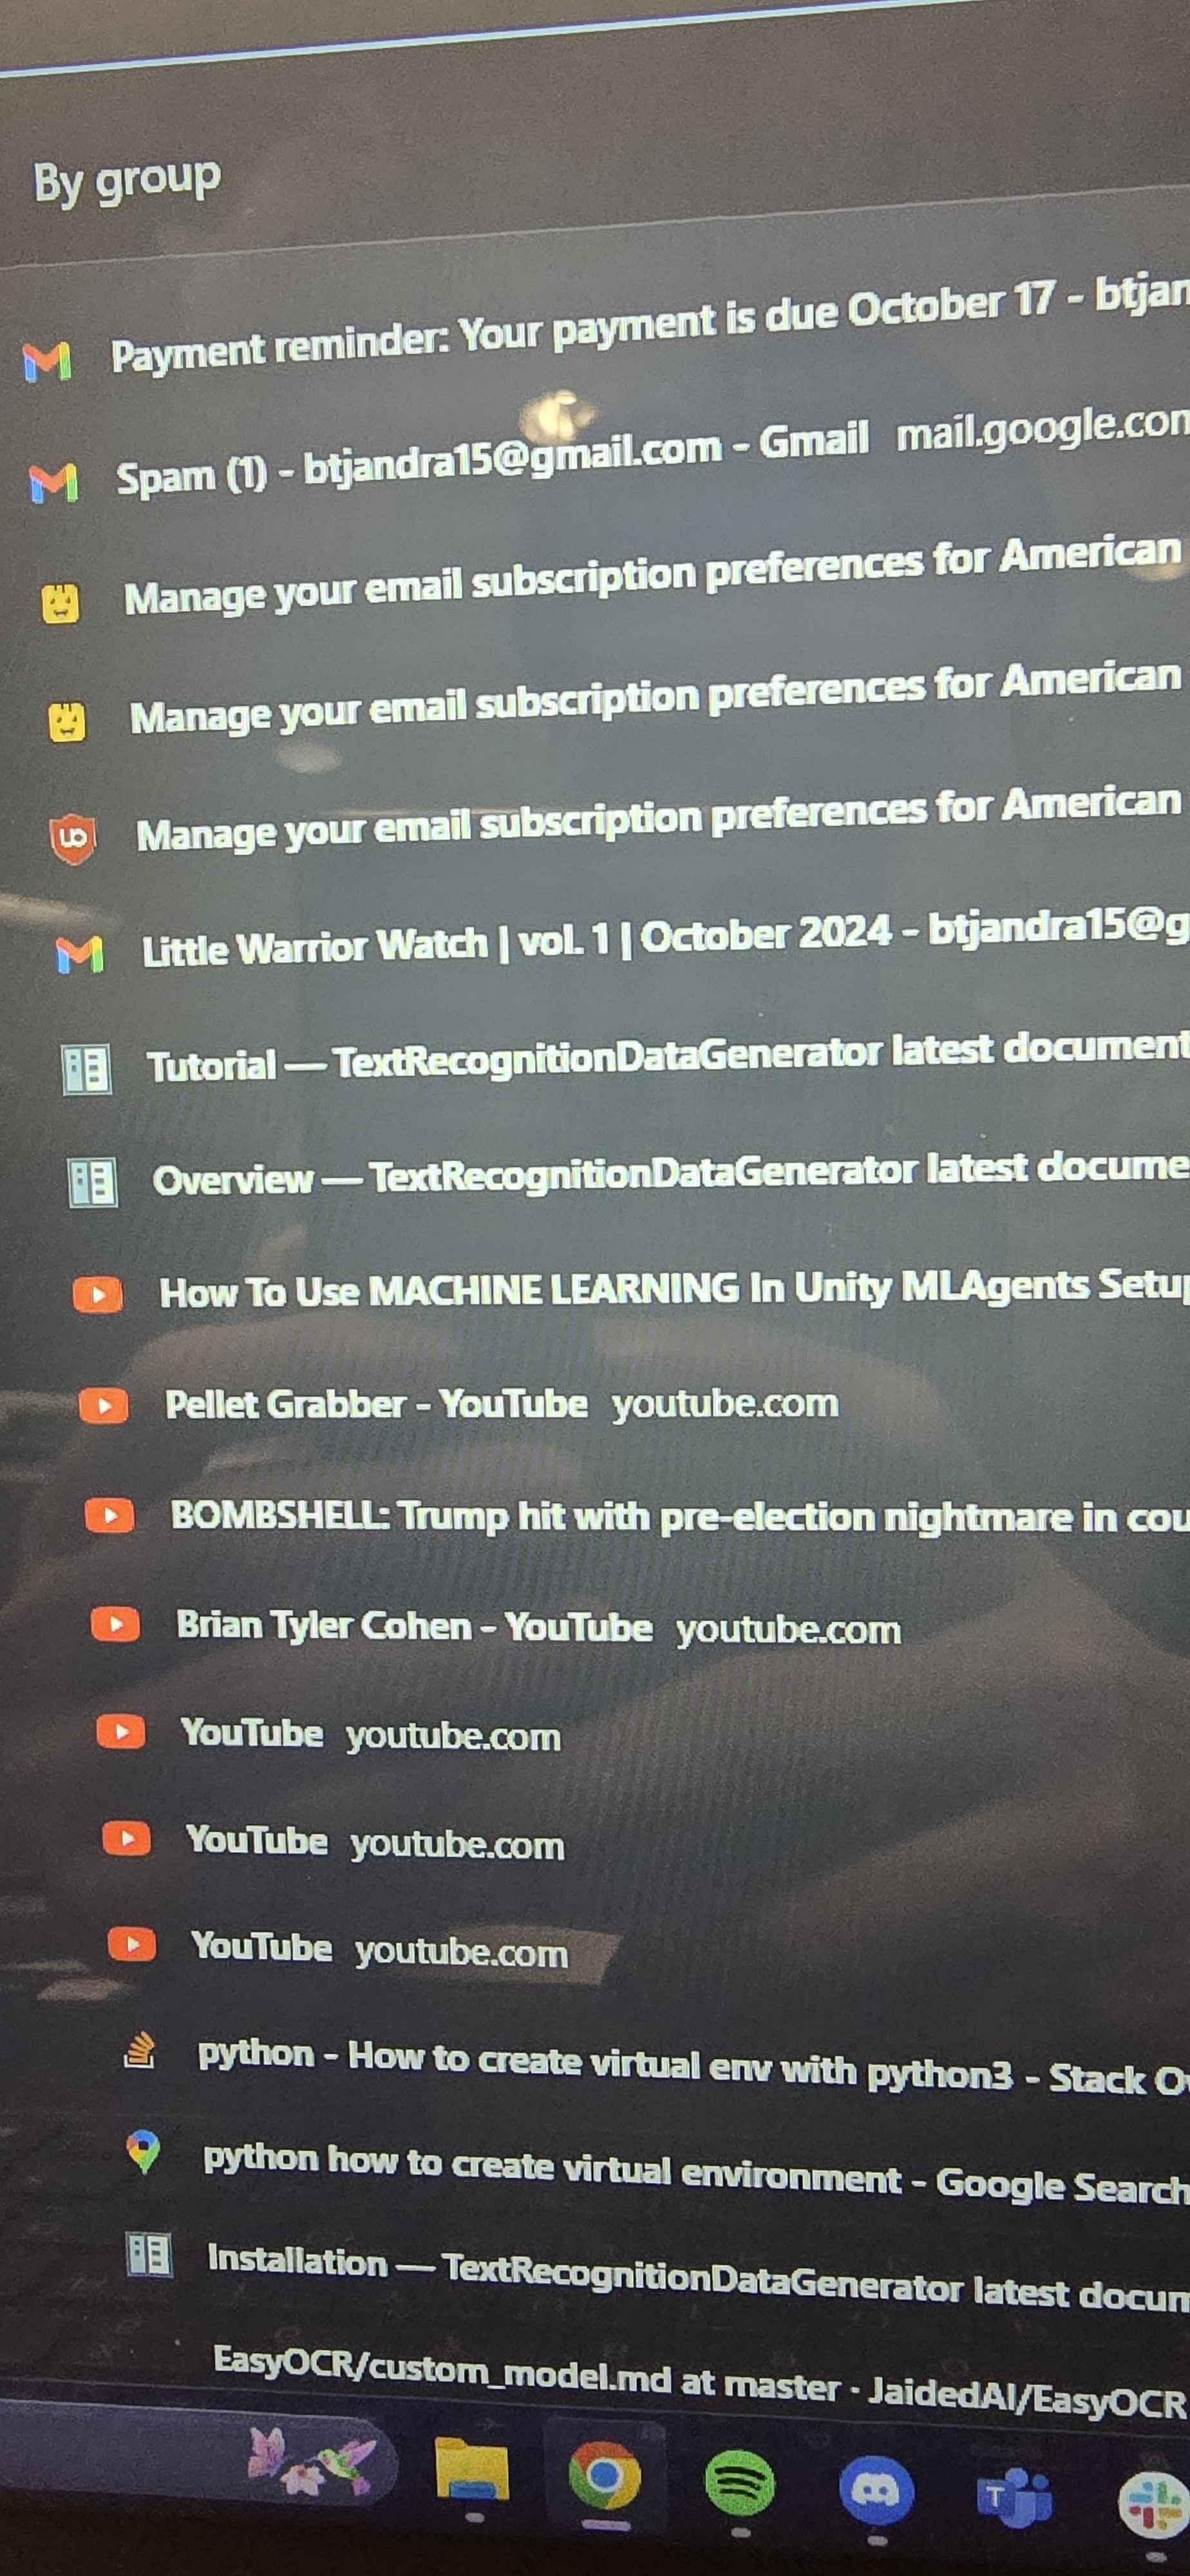 By group
Payment reminder: Your payment is due October 17 - btjan
Spam (1) - btjandra15@gmail.com - Gmail mail.google.com
Manage your email subscription preferences for American
Manage your email subscription preferences for American
Manage your email subscription preferences for American
Little Warrior Watch | vol. 1 | October 2024 - btjandra15@g
Tutorial — TextRecognitionDataGenerator latest document
Overview — TextRecognitionDataGenerator latest docume
How To Use MACHINE LEARNING In Unity MLAgents Setup
Pellet Grabber - YouTube youtube.com
BOMBSHELL: Trump hit with pre-election nightmare in cou
Brian Tyler Cohen - YouTube youtube.com
YouTube youtube.com
YouTube youtube.com
YouTube youtube.com
python - How to create virtual env with python3 - Stack Ov
python how to create virtual environment - Google Search
Installation — TextRecognitionDataGenerator latest docum
EasyOCR/custom_model.md at master · JaidedAI/EasyOCR